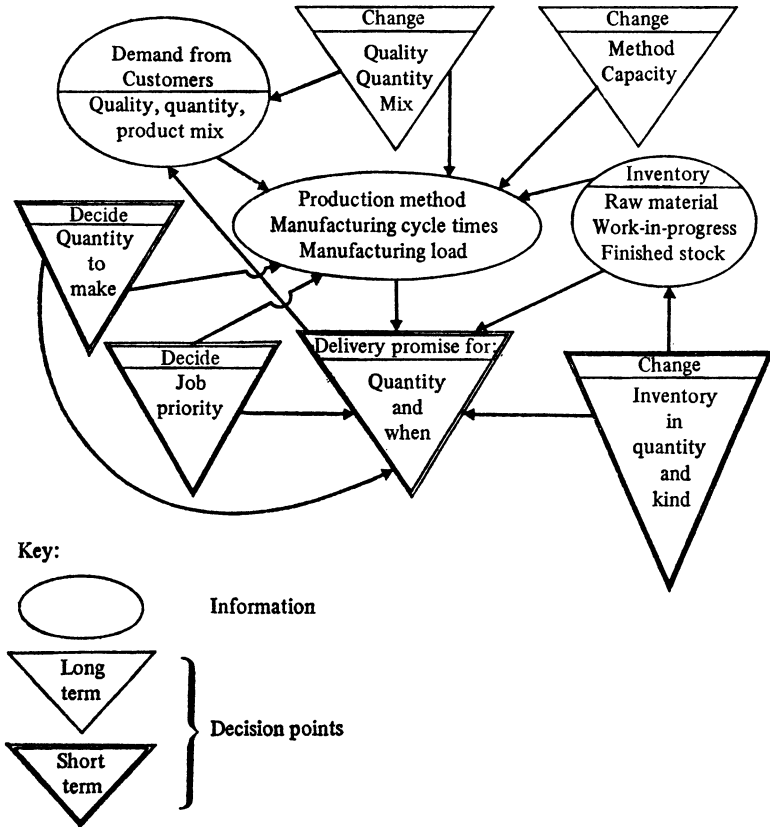 Demand from
Customers
Quality, quantity,
product mix
Change
Quality
Quantity
Mix
Change
Method
Capacity
Production method
Manufacturing cycle times
Manufacturing load
Inventory
Raw material
Work-in-progress
Finished stock
Decide
Quantity
to
make
Decide
Job
priority
Delivery promise for:
Quantity
and
when
Change
Inventory
in
quantity
and
kind
Key:
Information
Long
term
Short
term
Decision points